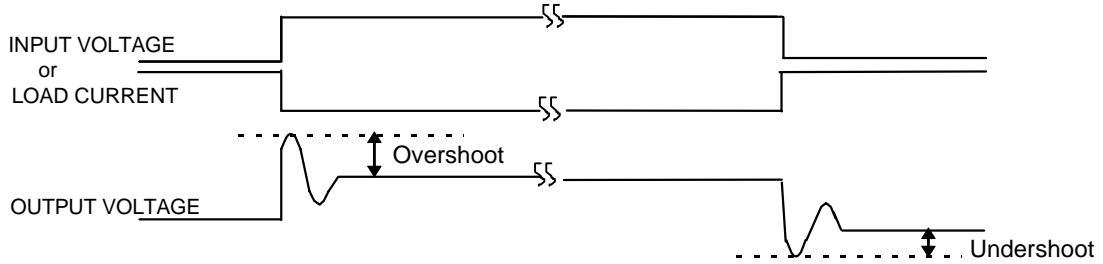 INPUT VOLTAGE
or
LOAD CURRENT
Overshoot
OUTPUT VOLTAGE
Undershoot